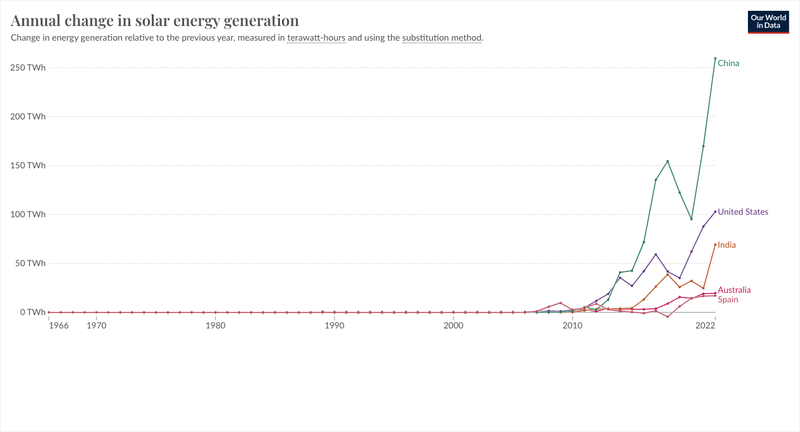 Annual change in solar energy generation
Change in energy generation relative to the previous year, measured in terawatt-hours and using the substitution method.
Our World
in Data
250 TWh
200 TWh
150 TWh
100 TWh
50 TWh
0 TWh
China
United States
India
Australia
Spain
1966
1970
1980
1990
2000
2010
2022